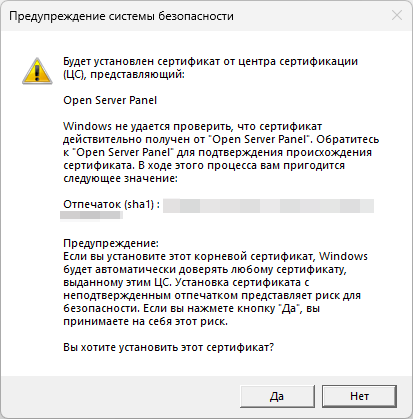 Предупреждение системы безопасности
Будет установлен сертификат от центра сертификации
(ЦС), представляющий:
Open Server Panel
Windows не удается проверить, что сертификат
действительно получен от "Open Server Panel". Обратитесь
к "Open Server Panel" для подтверждения происхождения
сертификата. В ходе этого процесса вам пригодится
следующее значение:
Отпечаток (sha1) :
Предупреждение:
Если вы установите этот корневой сертификат, Windows
будет автоматически доверять любому сертификату,
выданному этим ЦС. Установка сертификата с
неподтвержденным отпечатком представляет риск для
безопасности. Если вы нажмете кнопку "Да", вы
принимаете на себя этот риск.
Вы хотите установить этот сертификат?
Да
Нет